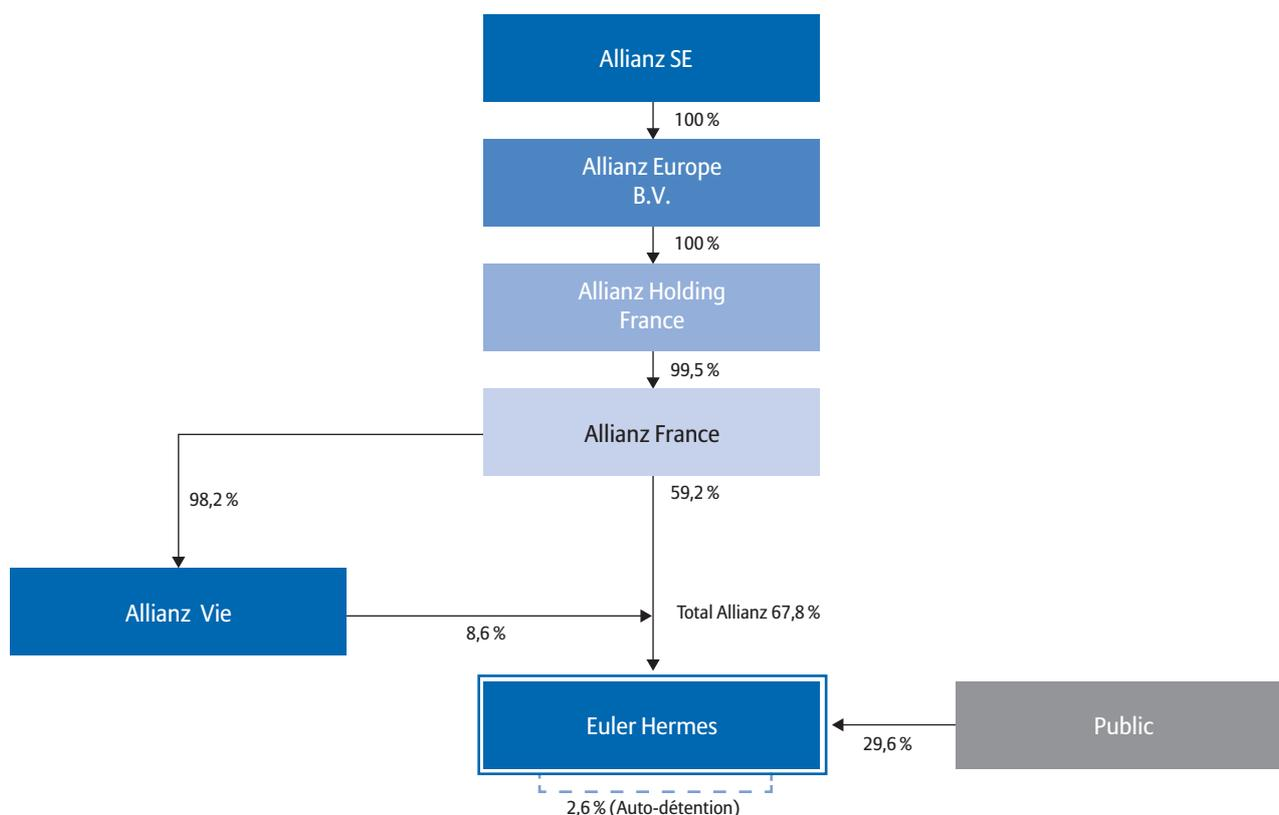 Allianz SE
100 %
Allianz Europe
B.V.
100 %
Allianz Holding
France
99,5 %
Allianz France
98,2 %
59,2 %
Allianz Vie
8,6 %
Total Allianz 67,8 %
Euler Hermes
29,6 %
Public
2,6 % (Auto-détention)